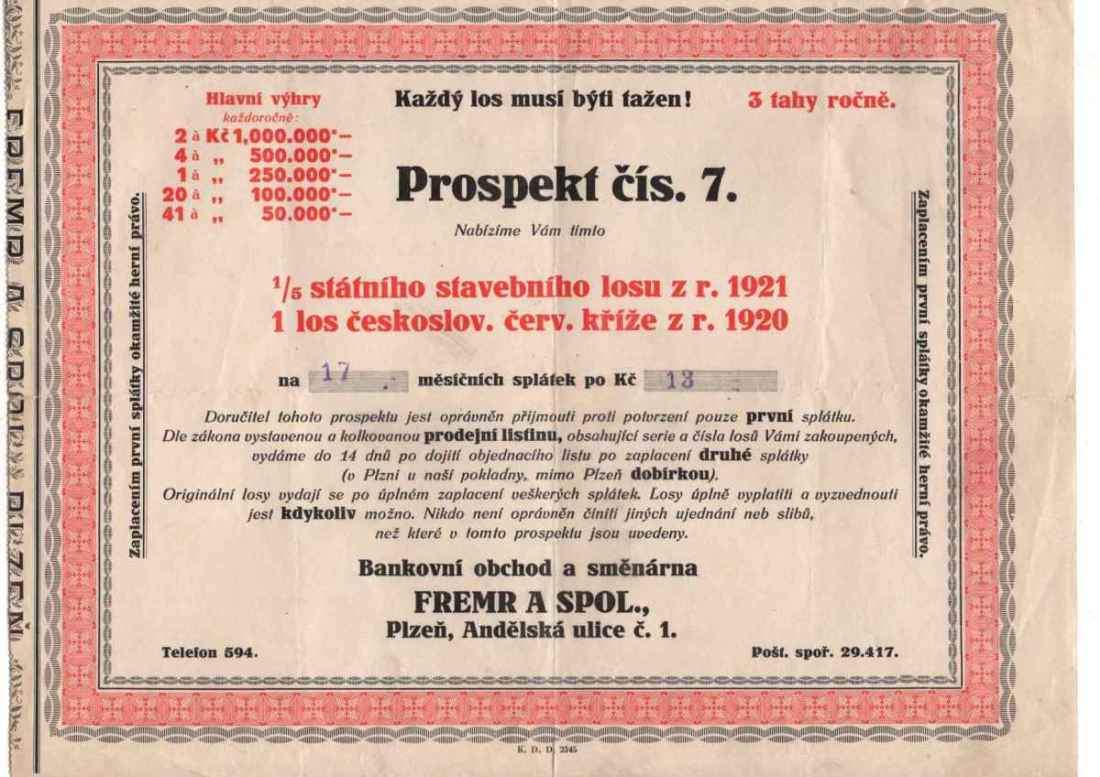 Hlavní výhry
každoročně:
2 à Kč 1,000.000·—
4 à „ 500.000·—
1 à „ 250.000·—
20 à „ 100.000·—
41 à „ 50.000·—
Každý los musí býti tažen!
3 tahy ročně.
Prospekt čís. 7.
Nabízíme Vám tímto
1/5 státního stavebního losu z r. 1921
1 los českoslov. červ. kříže z r. 1920
na 17 měsíčních splátek po Kč 13
Doručitel tohoto prospektu jest oprávněn přijmouti proti potvrzení pouze první splátku.
Dle zákona vystavenou a kolkovanou prodejní listinu, obsahující serie a čísla losů Vámi zakoupených,
vydáme do 14 dnů po dojití objednacího listu po zaplacení druhé splátky
(v Plzni u naší pokladny, mimo Plzeň dobírkou).
Originální losy vydají se po úplném zaplacení veškerých splátek. Losy úplně vyplatiti a vyzvednouti
jest kdykoliv možno. Nikdo není oprávněn činiti jiných ujednání neb slibů,
než které v tomto prospektu jsou uvedeny.
Bankovní obchod a směnárna
FREMR A SPOL.,
Plzeň, Andělská ulice č. 1.
Telefon 594.
Pošt. spoř. 29.417.
Zaplacením první splátky okamžité herní právo.
Zaplacením první splátky okamžité herní právo.
K. D. D. 2545